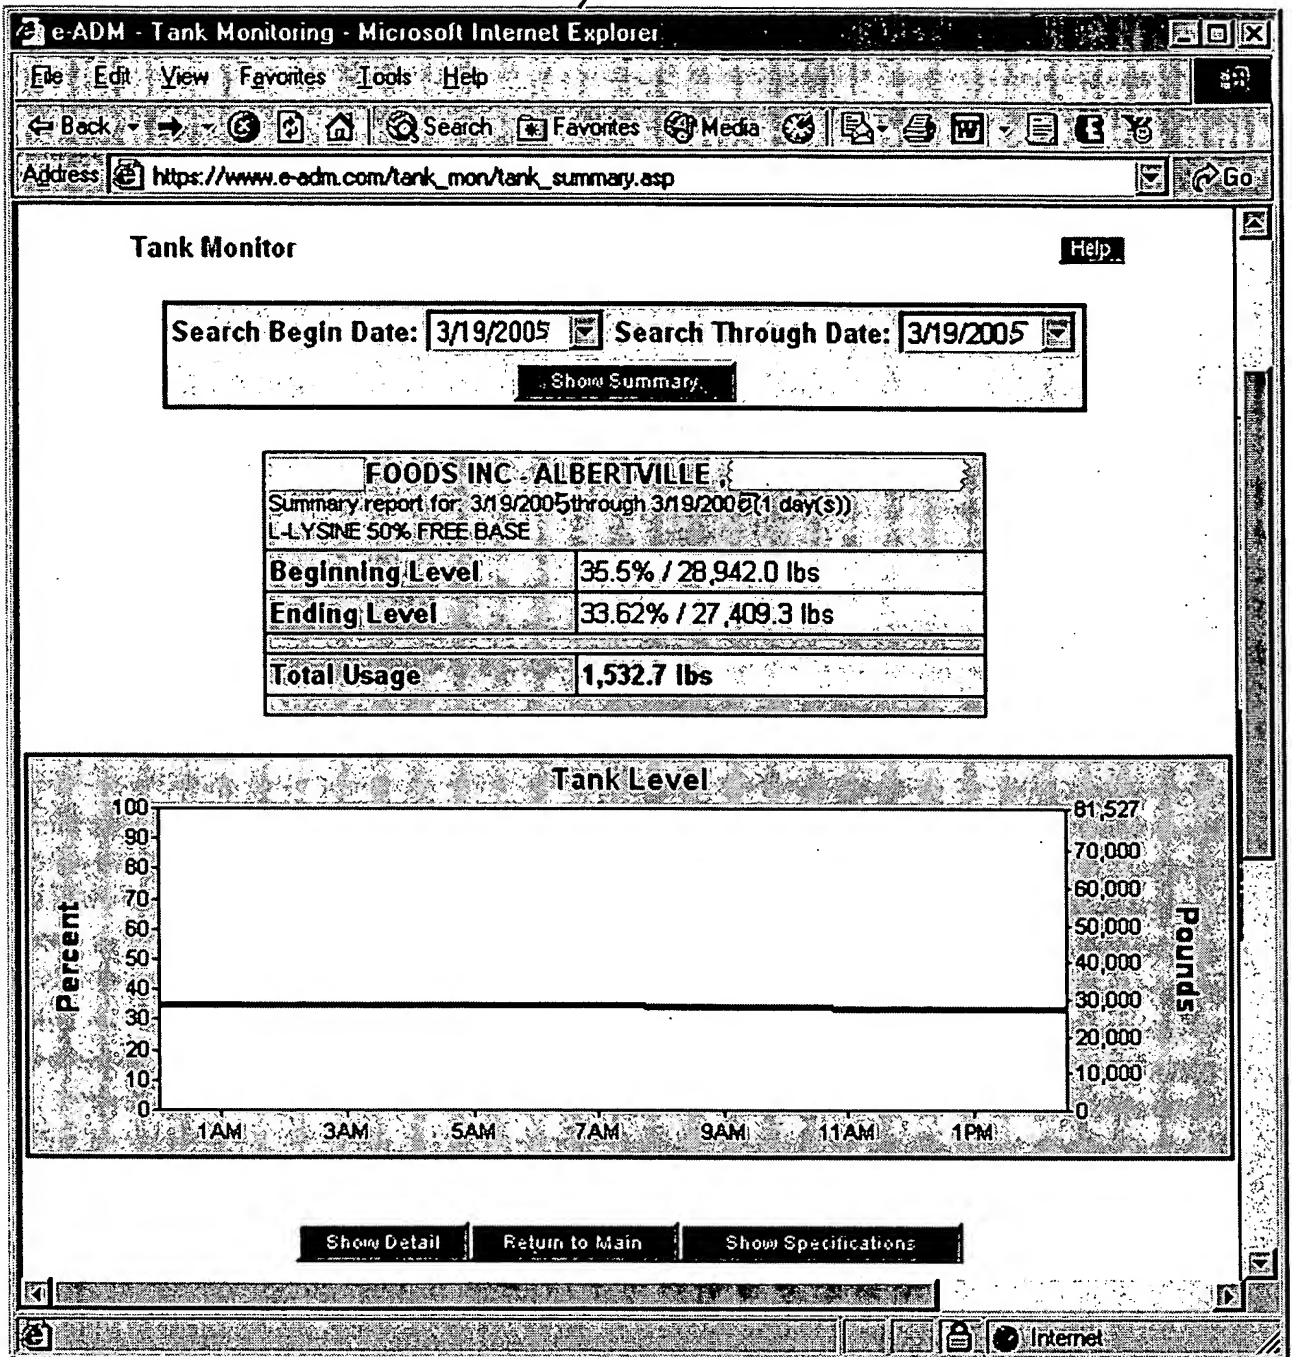 e-ADM - Tank Monitoring - Microsoft Internet Explorer
File Edit View Favorites Tools Help
Back Search Favorites Media
Address https://www.e-adm.com/tank_mon/tank_summary.asp Go
Tank Monitor Help
Search Begin Date: 3/19/2005 Search Through Date: 3/19/2005
Show Summary
FOODS INC - ALBERTVILLE ,
Summary report for: 3/19/2005 through 3/19/2005 (1 day(s))
L-LYSINE 50% FREE BASE
Beginning Level 35.5% / 28,942.0 lbs
Ending Level 33.62% / 27,409.3 lbs
Total Usage 1,532.7 lbs
Tank Level
100 81,527
90
80 70,000
70 60,000
60 50,000
50 40,000
40
30 30,000
20 20,000
10 10,000
0 0
Percent
Pounds
1AM 3AM 5AM 7AM 9AM 11AM 1PM
Show Detail Return to Main Show Specifications
Internet